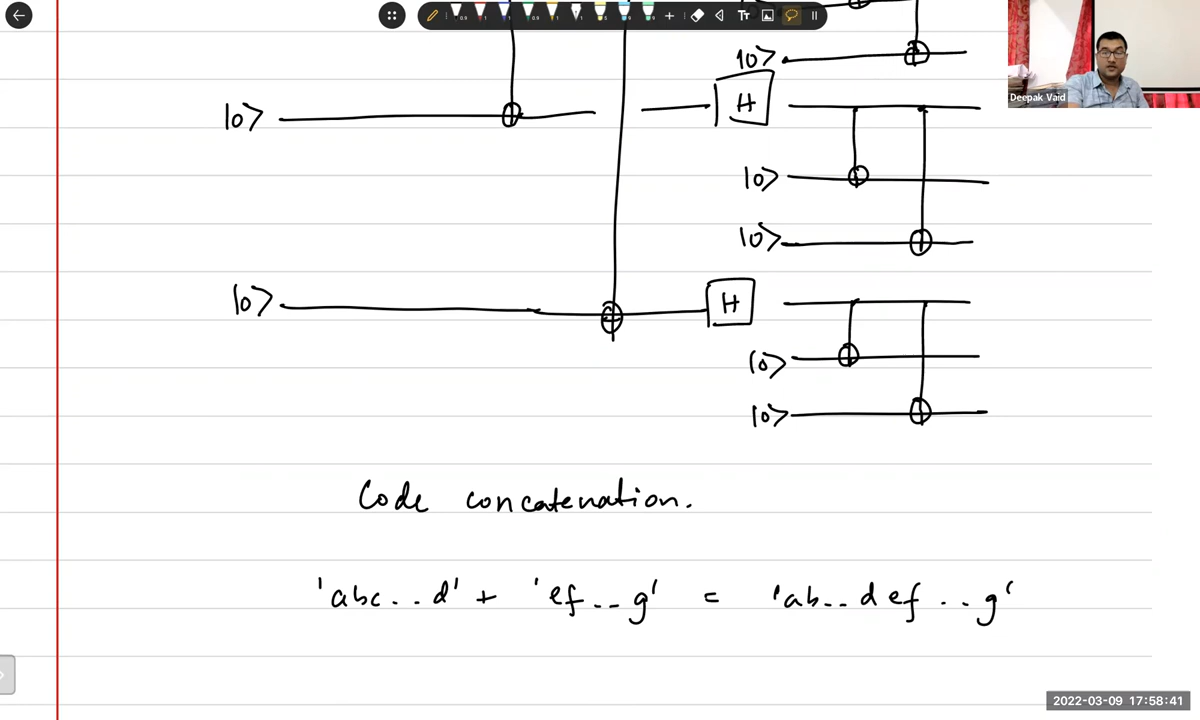 |0>
Deepak Vaid
|0> H
|0>
|0>
|0> H
|0>
|0>
Code concatenation.
'abc..d' + 'ef..g' = 'ab..def..g'
2022-03-09 17:58:41